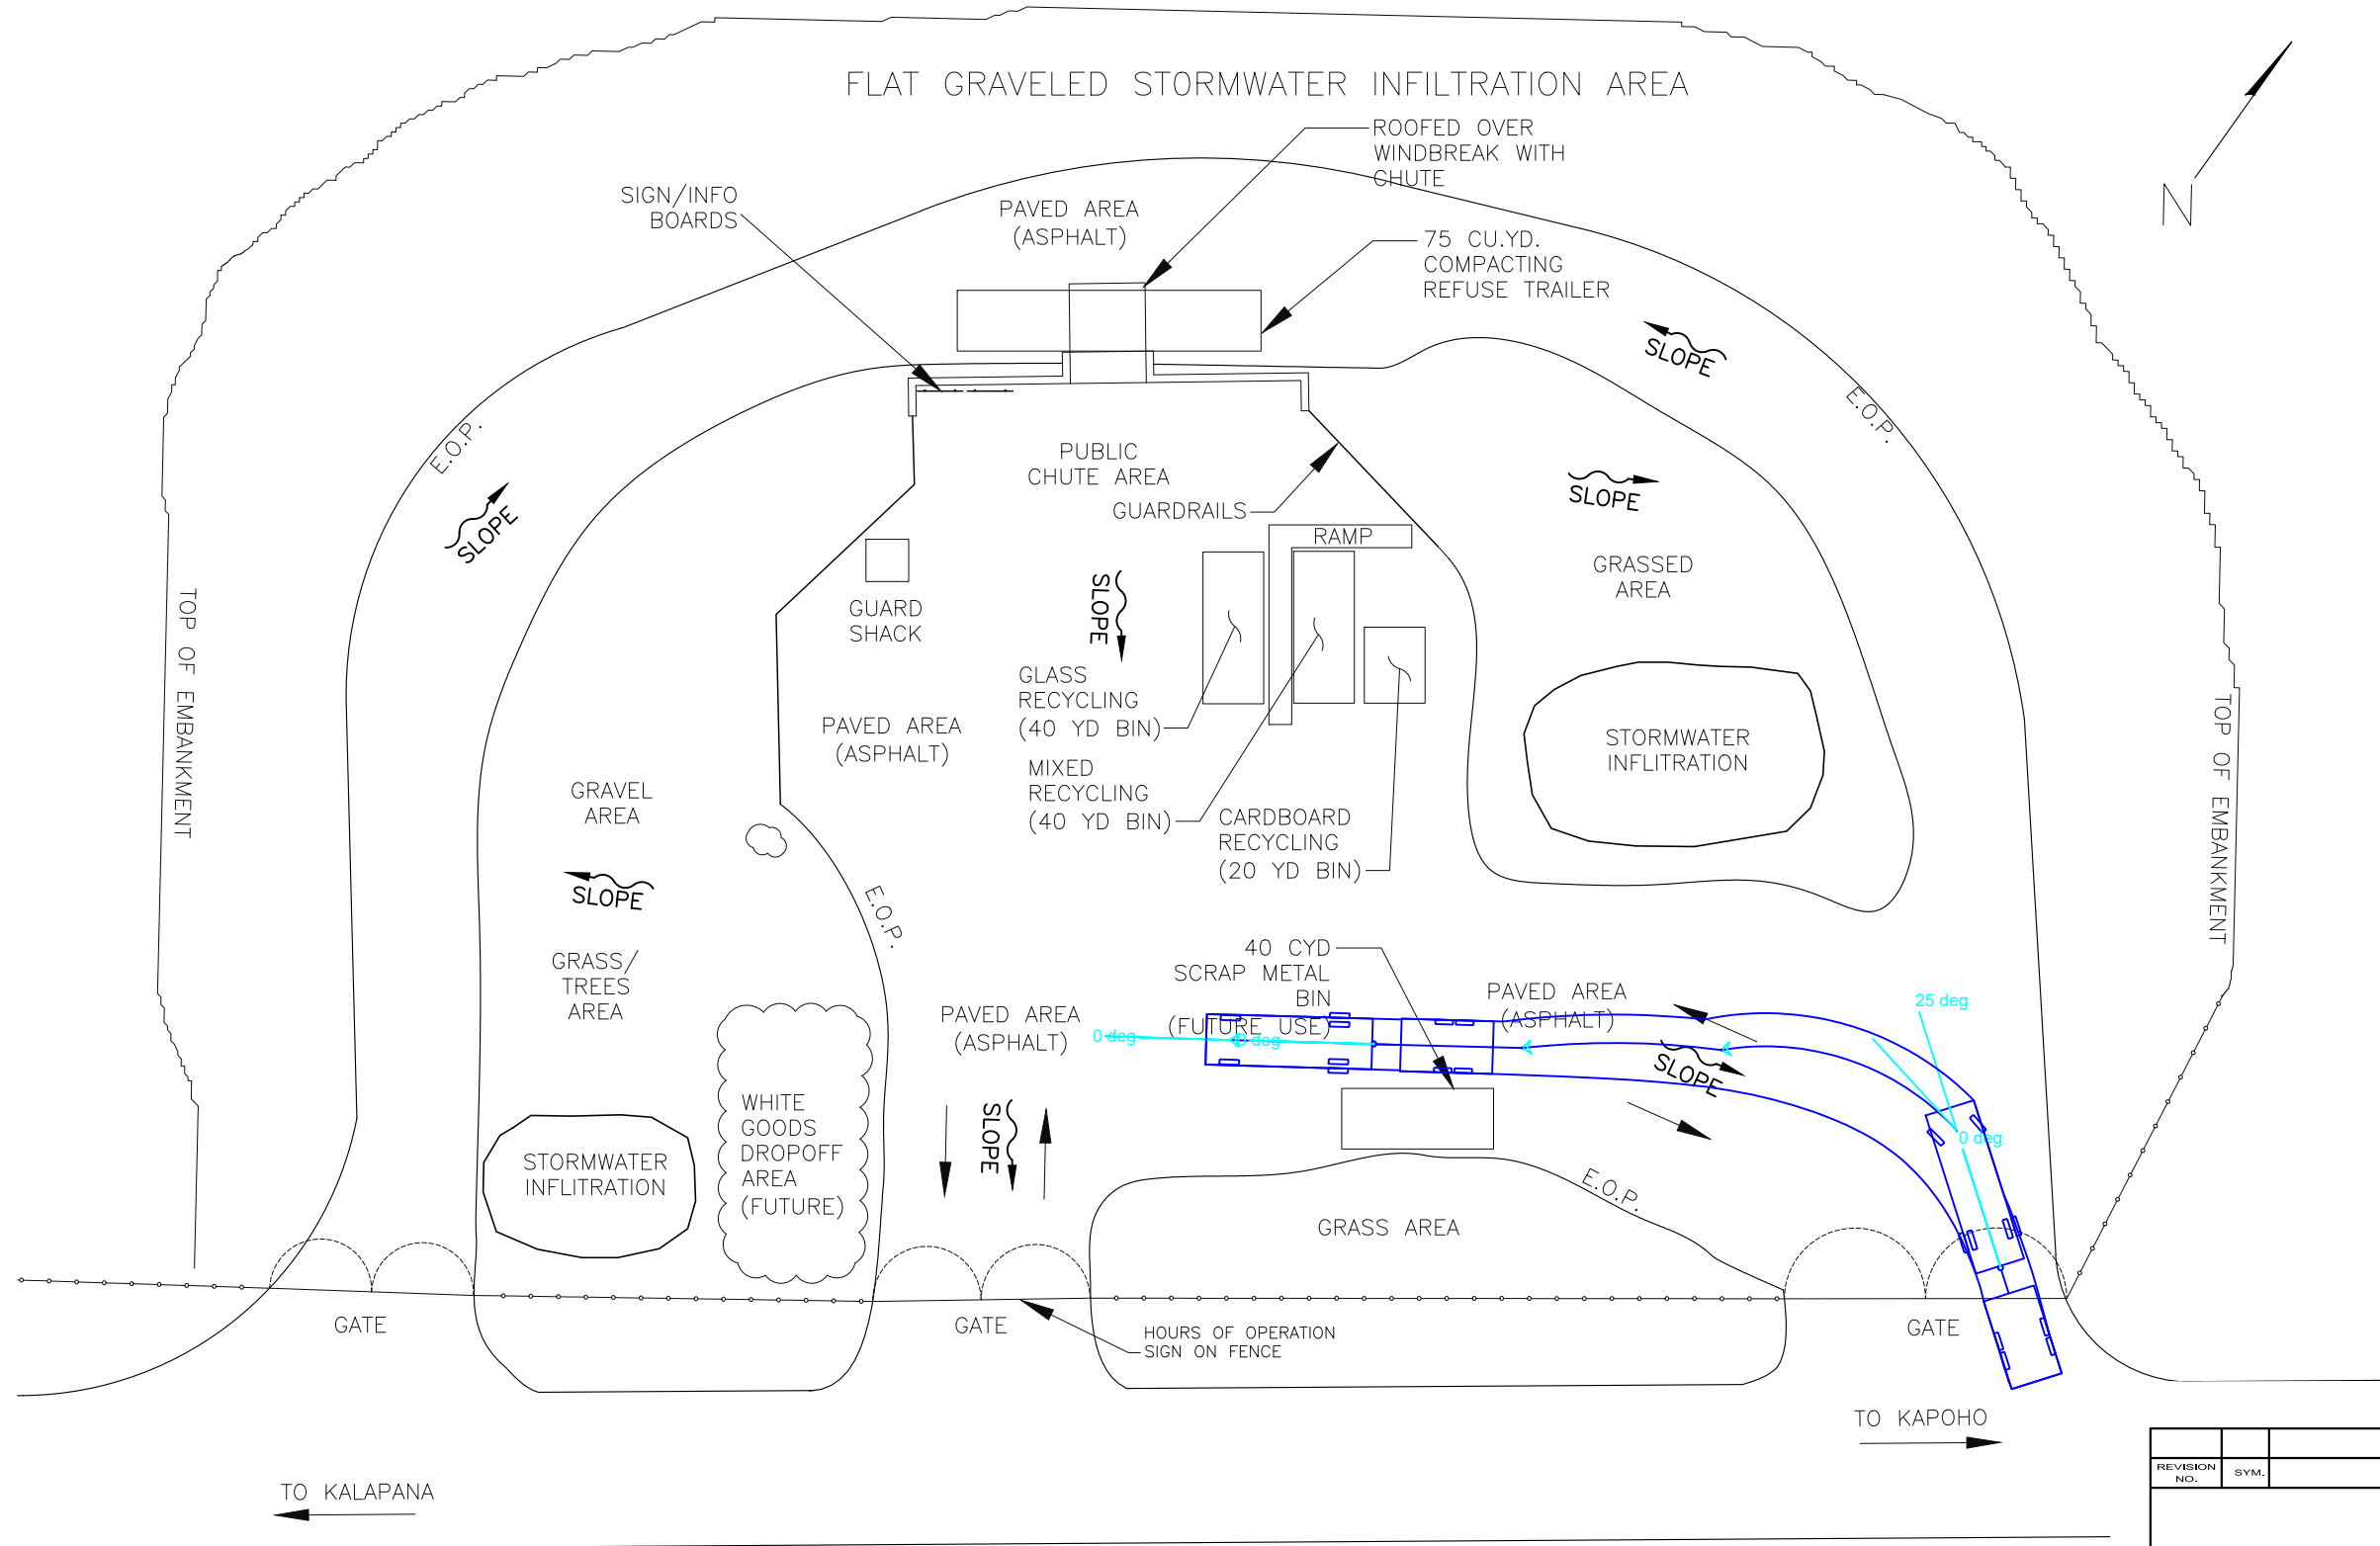 FLAT GRAVELED STORMWATER INFILTRATION AREA
ROOFED OVER
WINDBREAK WITH
CHUTE
SIGN/INFO
BOARDS
PAVED AREA
(ASPHALT)
N
75 CU.YD.
COMPACTING
REFUSE TRAILER
SLOPE
E.O.P.
E.O.P.
PUBLIC
CHUTE AREA
GUARDRAILS
SLOPE
SLOPE
RAMP
GRASSED
AREA
TOP OF EMBANKMENT
GUARD
SHACK
SLOPE
GLASS
RECYCLING
(40 YD BIN)
TOP OF EMBANKMENT
PAVED AREA
(ASPHALT)
STORMWATER
INFLITRATION
MIXED
RECYCLING
(40 YD BIN)
GRAVEL
AREA
CARDBOARD
RECYCLING
(20 YD BIN)
SLOPE
E.O.P.
40 CYD
SCRAP METAL
BIN
(FUTURE USE)
GRASS/
TREES
AREA
PAVED AREA
(ASPHALT)
25 deg
PAVED AREA
(ASPHALT)
0 deg
0 deg
SLOPE
WHITE
GOODS
DROPOFF
AREA
(FUTURE)
SLOPE
0 deg
STORMWATER
INFLITRATION
E.O.P.
GRASS AREA
GATE
GATE
HOURS OF OPERATION
SIGN ON FENCE
GATE
TO KAPOHO
TO KALAPANA
REVISION
NO.
SYM.